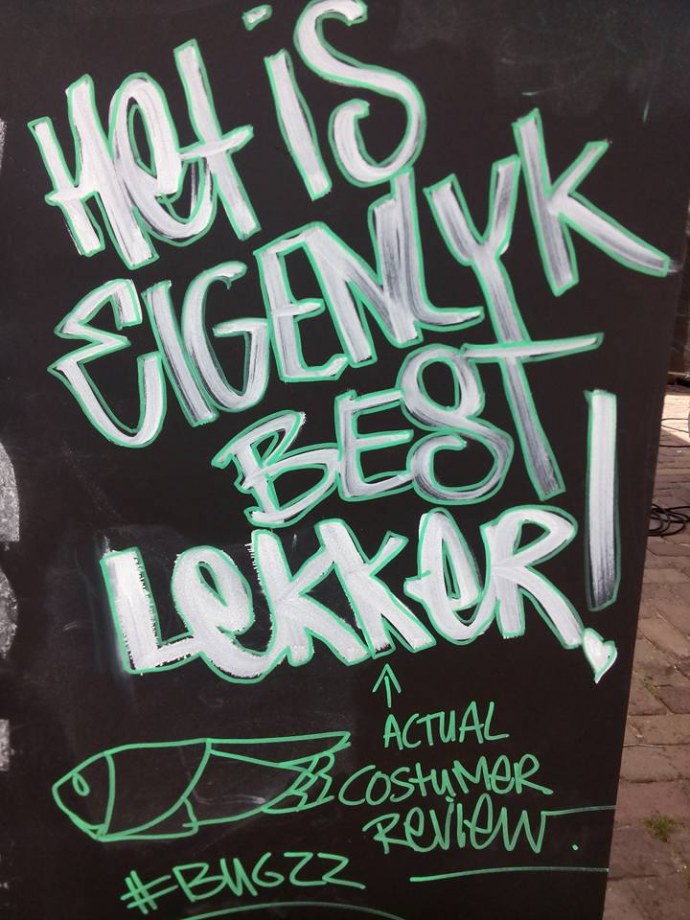 Het is
EIGENLYK
BEST
LEKKER!
↑
ACTUAL
COSTUMER
REVIEW.
#BUGZZ